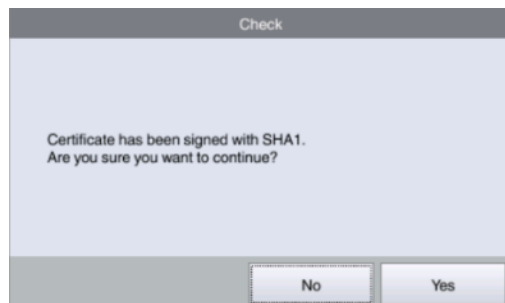 Check
Certificate has been signed with SHA1.
Are you sure you want to continue?
No
Yes